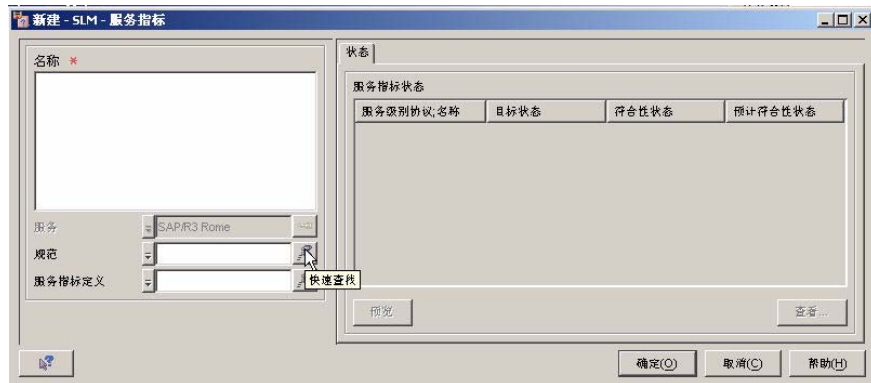 新建 - SLM - 服务指标
名称 *
服务 SAP/R3 Rome
规范
服务指标定义
快速查找
状态
服务指标状态
服务级别协议;名称 目标状态 符合性状态 预计符合性状态
预览 查看...
确定(O) 取消(C) 帮助(H)